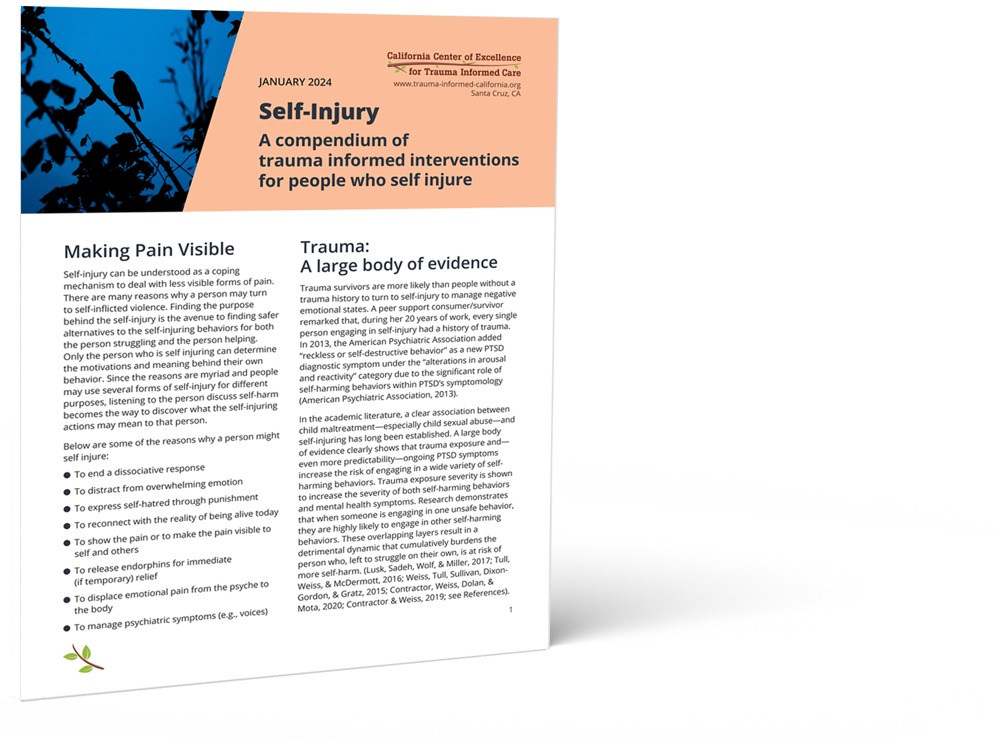 California Center of Excellence
for Trauma Informed Care
www.trauma-informed-california.org
Santa Cruz, CA
JANUARY 2024
Self-Injury
A compendium of
trauma informed interventions
for people who self injure
Making Pain Visible
Self-injury can be understood as a coping
mechanism to deal with less visible forms of pain.
There are many reasons why a person may turn
to self-inflicted violence. Finding the purpose
behind the self-injury is the avenue to finding safer
alternatives to the self-injuring behaviors for both
the person struggling and the person helping.
Only the person who is self injuring can determine
the motivations and meaning behind their own
behavior. Since the reasons are myriad and people
may use several forms of self-injury for different
purposes, listening to the person discuss self-harm
becomes the way to discover what the self-injuring
actions may mean to that person.
Below are some of the reasons why a person might
self injure:
● To end a dissociative response
● To distract from overwhelming emotion
● To express self-hatred through punishment
● To reconnect with the reality of being alive today
● To show the pain or to make the pain visible to
self and others
● To release endorphins for immediate
(if temporary) relief
● To displace emotional pain from the psyche to
the body
● To manage psychiatric symptoms (e.g., voices)
Trauma:
A large body of evidence
Trauma survivors are more likely than people without a
trauma history to turn to self-injury to manage negative
emotional states. A peer support consumer/survivor
remarked that, during her 20 years of work, every single
person engaging in self-injury had a history of trauma.
In 2013, the American Psychiatric Association added
“reckless or self-destructive behavior” as a new PTSD
diagnostic symptom under the “alterations in arousal
and reactivity” category due to the significant role of
self-harming behaviors within PTSD’s symptomology
(American Psychiatric Association, 2013).
In the academic literature, a clear association between
child maltreatment—especially child sexual abuse—and
self-injuring has long been established. A large body
of evidence clearly shows that trauma exposure and—
even more predictability—ongoing PTSD symptoms
increase the risk of engaging in a wide variety of self-
harming behaviors. Trauma exposure severity is shown
to increase the severity of both self-harming behaviors
and mental health symptoms. Research demonstrates
that when someone is engaging in one unsafe behavior,
they are highly likely to engage in other self-harming
behaviors. These overlapping layers result in a
detrimental dynamic that cumulatively burdens the
person who, left to struggle on their own, is at risk of
more self-harm. (Lusk, Sadeh, Wolf, & Miller, 2017; Tull,
Weiss, & McDermott, 2016; Weiss, Tull, Sullivan, Dixon-
Gordon, & Gratz, 2015; Contractor, Weiss, Dolan, &
Mota, 2020; Contractor & Weiss, 2019; see References).
1